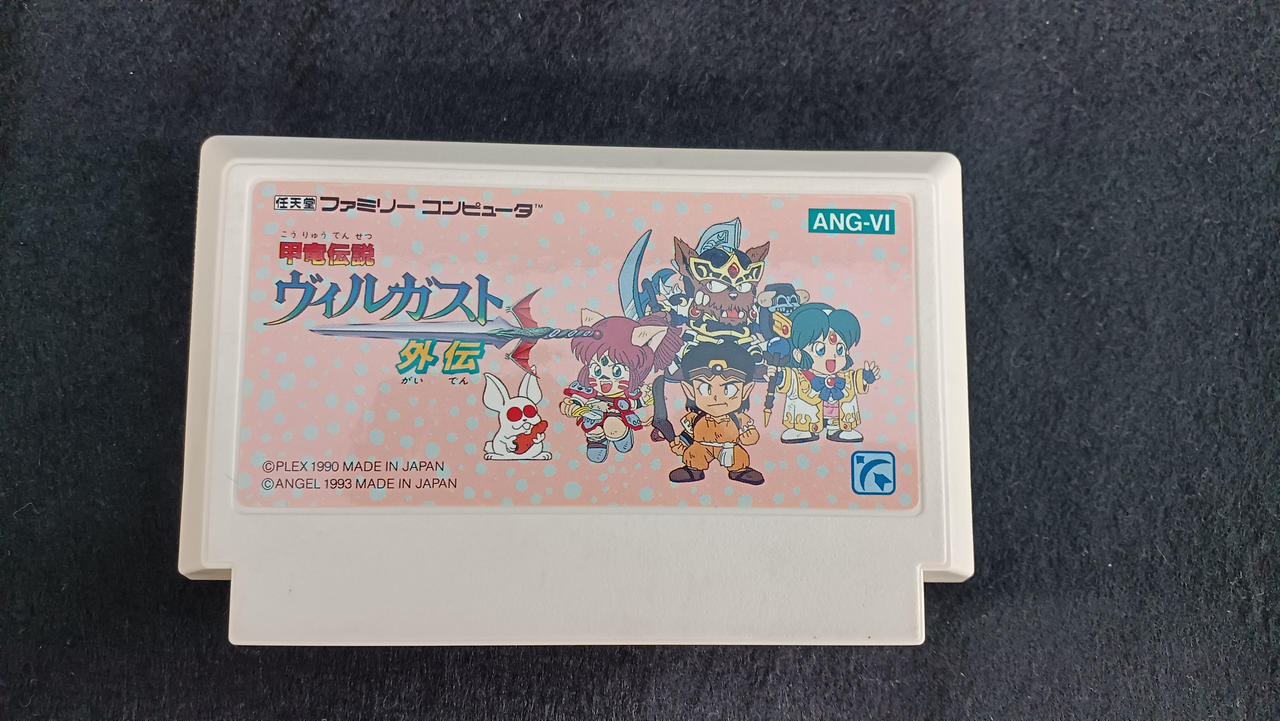 任天堂 ファミリー コンピュータ™
ANG-VI
こうりゅうでんせつ
甲竜伝説
ヴィルガスト
外伝
がいでん
©PLEX 1990 MADE IN JAPAN
©ANGEL 1993 MADE IN JAPAN